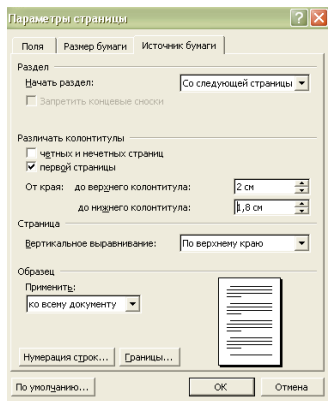 Параметры страницы
Поля Размер бумаги Источник бумаги
Раздел
Начать раздел: Со следующей страницы
Запретить концевые сноски
Различать колонтитулы
четных и нечетных страниц
первой страницы
От края: до верхнего колонтитула: 2 см
до нижнего колонтитула: 1,8 см
Страница
Вертикальное выравнивание: По верхнему краю
Образец
Применить:
ко всему документу
Нумерация строк... Границы...
По умолчанию... ОК Отмена